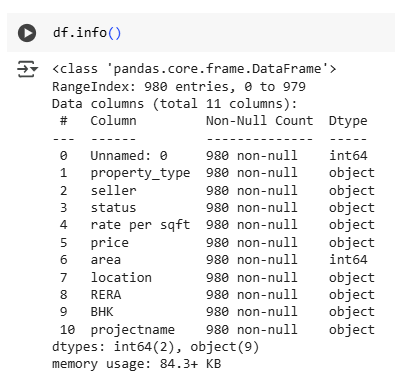 df.info()
<class 'pandas.core.frame.DataFrame'>
RangeIndex: 980 entries, 0 to 979
Data columns (total 11 columns):
 #   Column         Non-Null Count  Dtype
---  ------         --------------  -----
 0   Unnamed: 0     980 non-null    int64
 1   property_type  980 non-null    object
 2   seller         980 non-null    object
 3   status         980 non-null    object
 4   rate per sqft  980 non-null    object
 5   price          980 non-null    object
 6   area           980 non-null    int64
 7   location       980 non-null    object
 8   RERA           980 non-null    object
 9   BHK            980 non-null    object
 10  projectname    980 non-null    object
dtypes: int64(2), object(9)
memory usage: 84.3+ KB